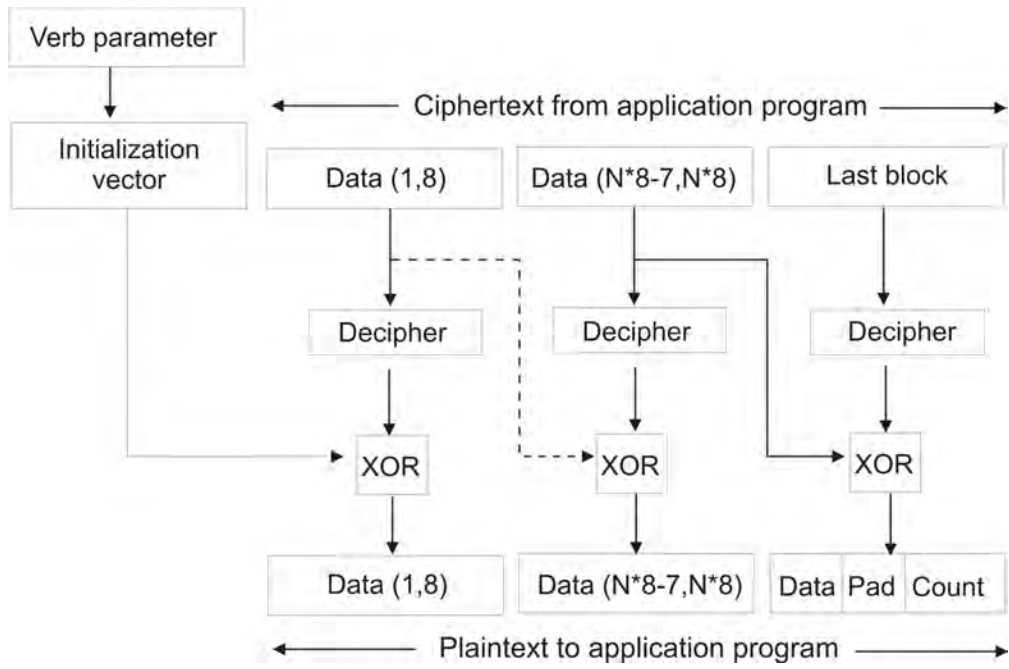 Verb parameter
Ciphertext from application program
Initialization
vector
Data (1,8)
Data (N*8-7,N*8)
Last block
Decipher
Decipher
Decipher
XOR
XOR
XOR
Data (1,8)
Data (N*8-7,N*8)
Data Pad Count
Plaintext to application program